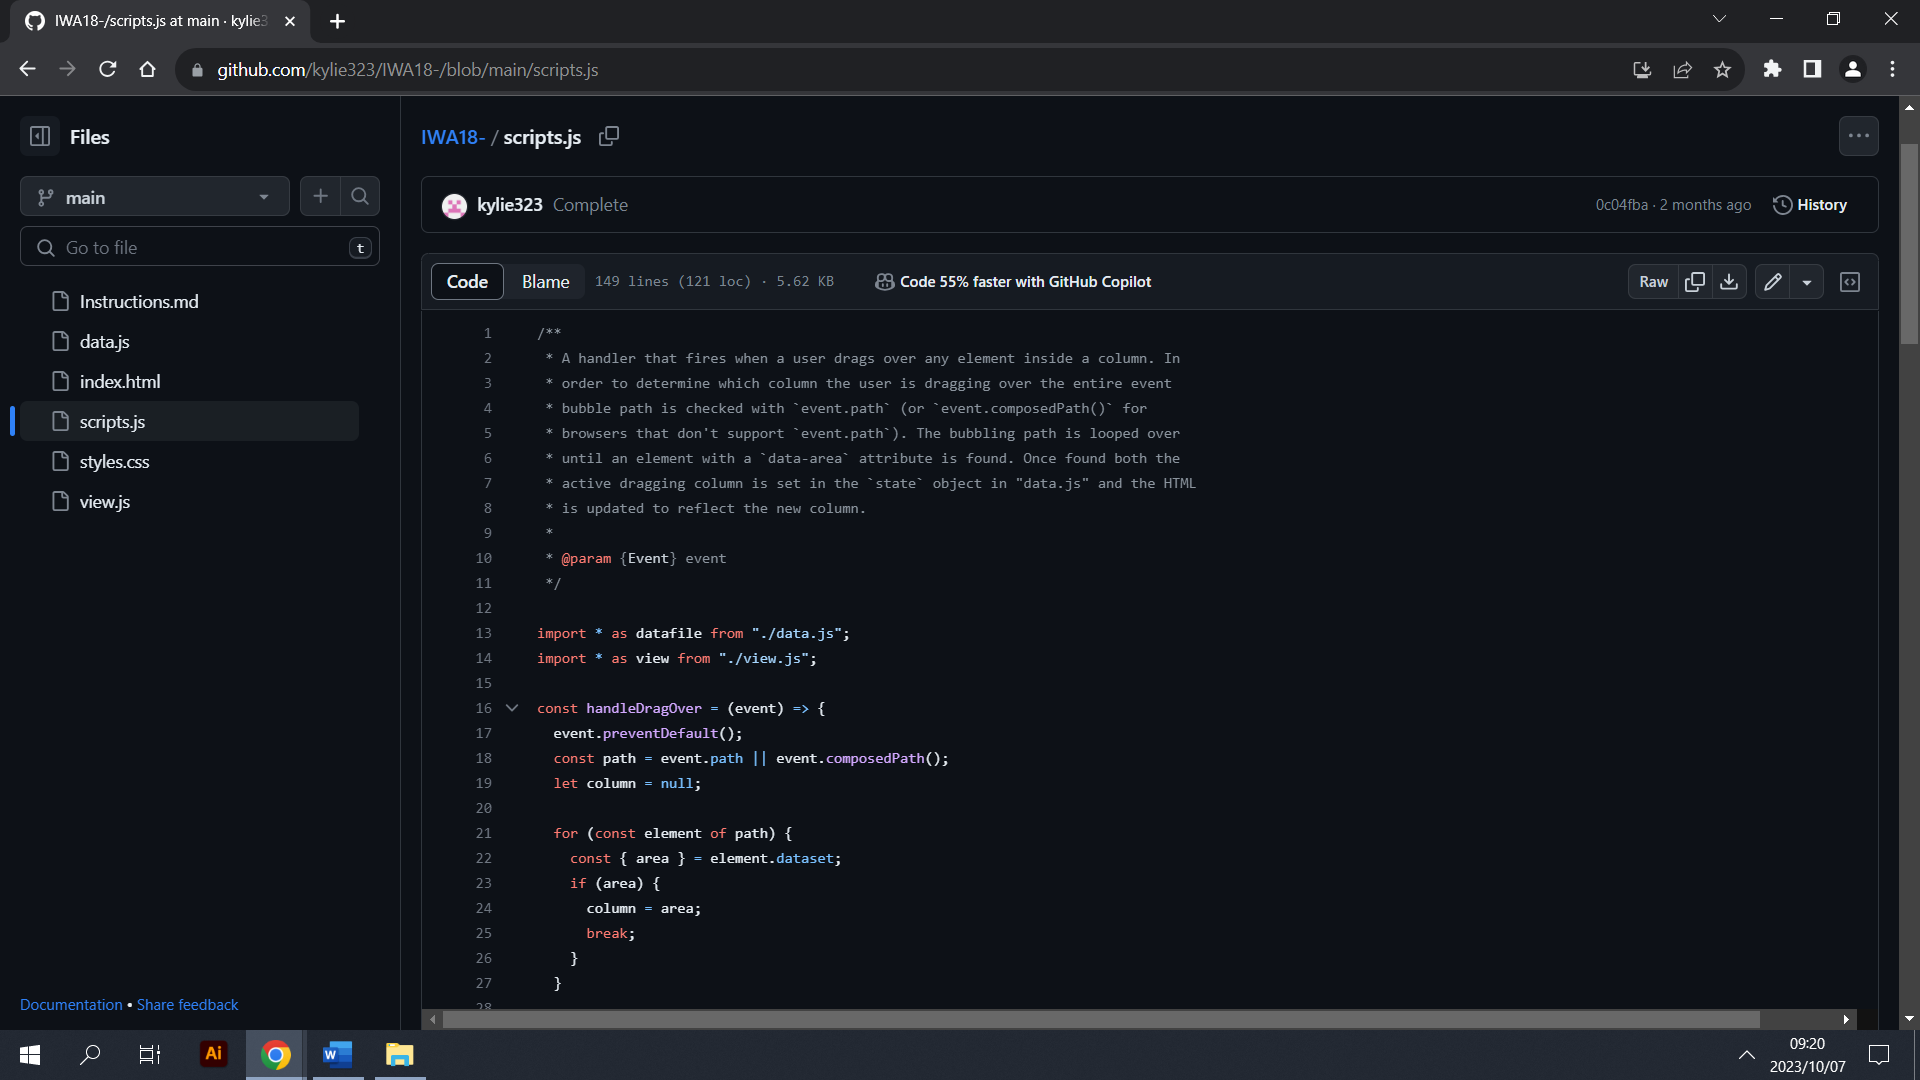 IWA18-/scripts.js at main · kylie3
github.com/kylie323/IWA18-/blob/main/scripts.js
Files
main
Go to file
t
Instructions.md
data.js
index.html
scripts.js
styles.css
view.js
Documentation • Share feedback
IWA18- / scripts.js
kylie323 Complete
0c04fba · 2 months ago
History
Code
Blame
149 lines (121 loc) · 5.62 KB
Code 55% faster with GitHub Copilot
Raw
1 /**
2 * A handler that fires when a user drags over any element inside a column. In
3 * order to determine which column the user is dragging over the entire event
4 * bubble path is checked with `event.path` (or `event.composedPath()` for
5 * browsers that don't support `event.path`). The bubbling path is looped over
6 * until an element with a `data-area` attribute is found. Once found both the
7 * active dragging column is set in the `state` object in "data.js" and the HTML
8 * is updated to reflect the new column.
9 *
10 * @param {Event} event
11 */
12
13 import * as datafile from "./data.js";
14 import * as view from "./view.js";
15
16 const handleDragOver = (event) => {
17 event.preventDefault();
18 const path = event.path || event.composedPath();
19 let column = null;
20
21 for (const element of path) {
22 const { area } = element.dataset;
23 if (area) {
24 column = area;
25 break;
26 }
27 }
28
Ai
W
09:20
2023/10/07